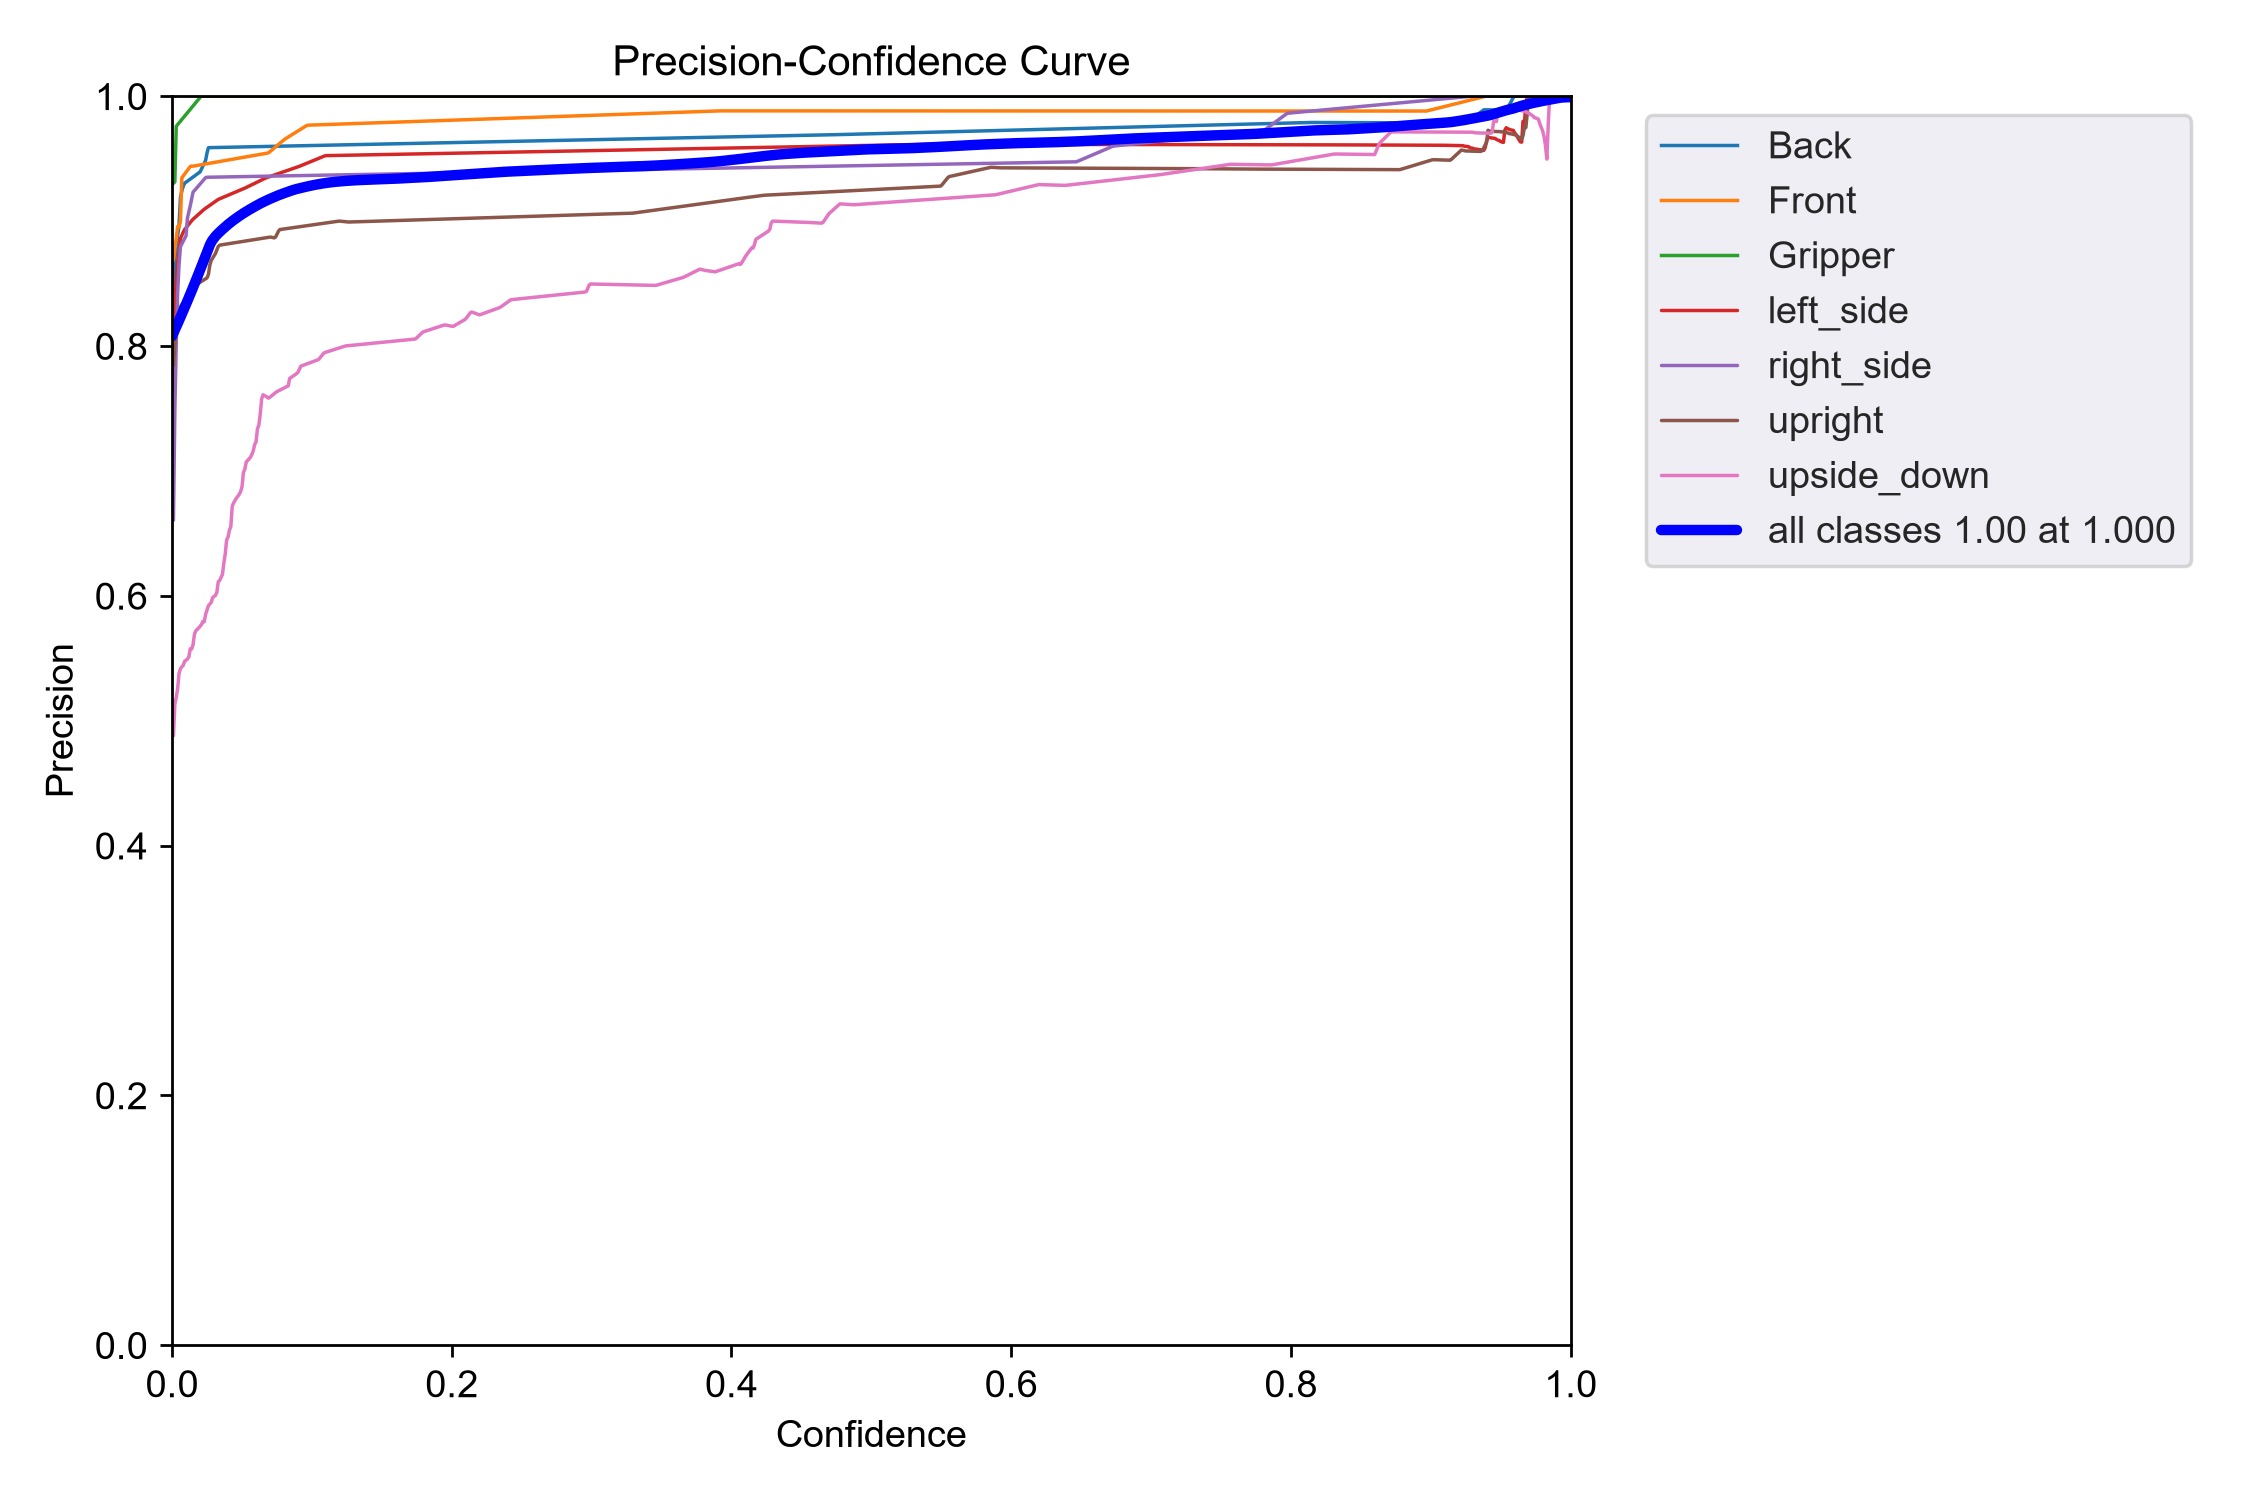 Precision-Confidence Curve
1.0
0.8
0.6
0.4
0.2
0.0
Precision
0.0 0.2 0.4 0.6 0.8 1.0
Confidence
Back
Front
Gripper
left_side
right_side
upright
upside_down
all classes 1.00 at 1.000